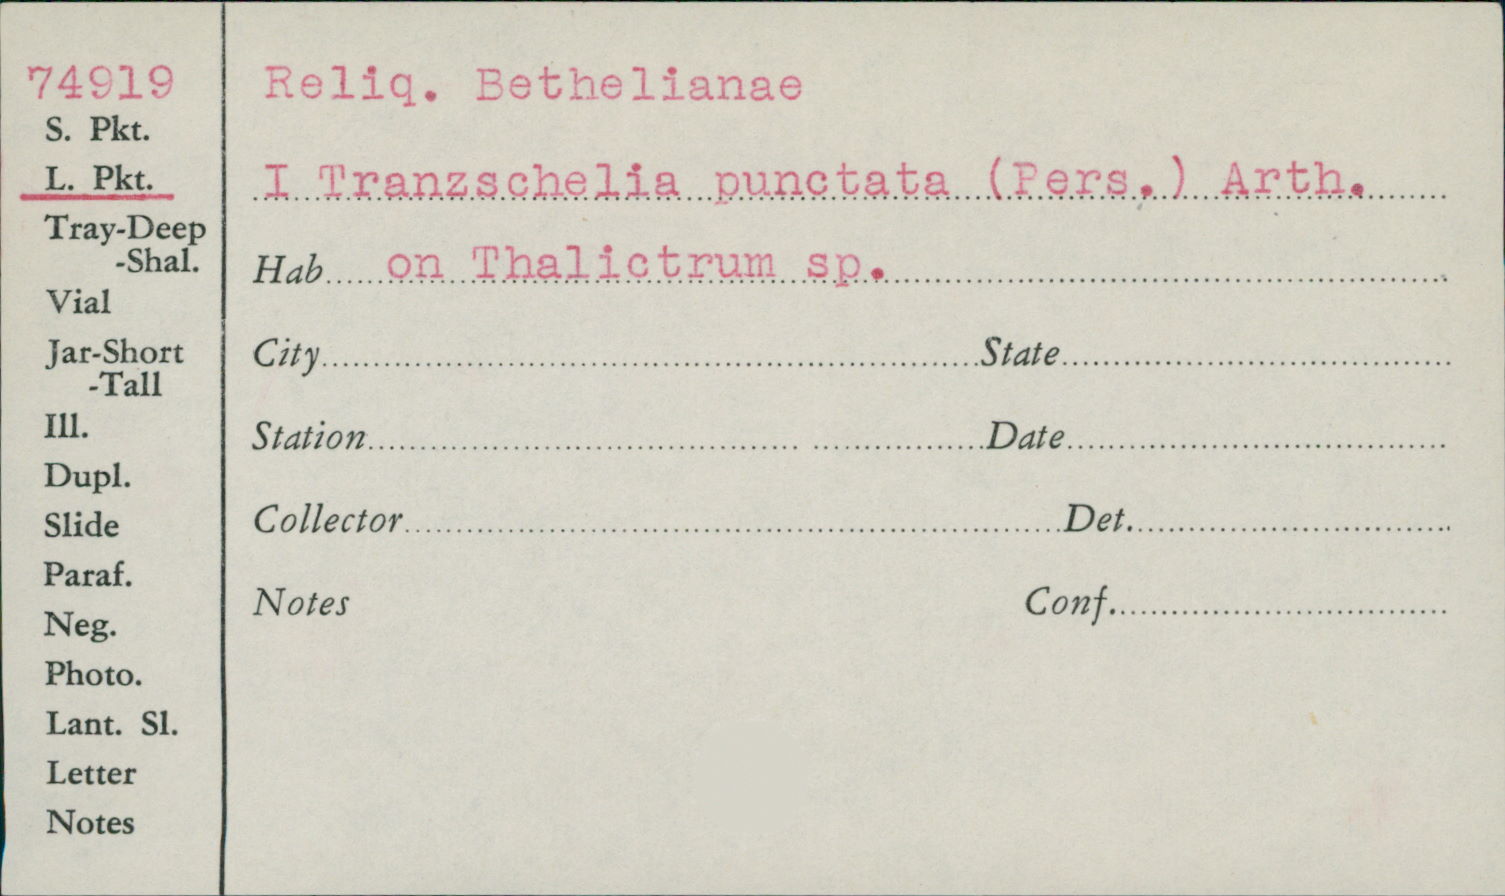 74919
S. Pkt.
L. Pkt.
Tray-Deep
-Shal.
Vial
Jar-Short
-Tall
Ill.
Dupl.
Slide
Paraf.
Neg.
Photo.
Lant. Sl.
Letter
Notes
Reliq. Bethelianae
I Tranzschelia punctata (Pers.) Arth.
Hab on Thalictrum sp.
City State
Station Date
Collector Det.
Notes Conf.